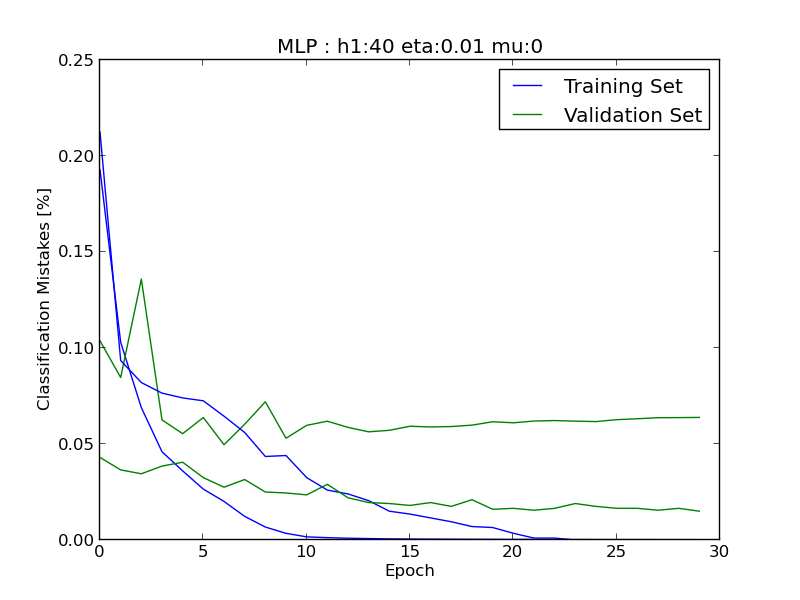 MLP : h1:40 eta:0.01 mu:0
Training Set
Validation Set
Classification Mistakes [%]
0.25
0.20
0.15
0.10
0.05
0.00
0 5 10 15 20 25 30
Epoch